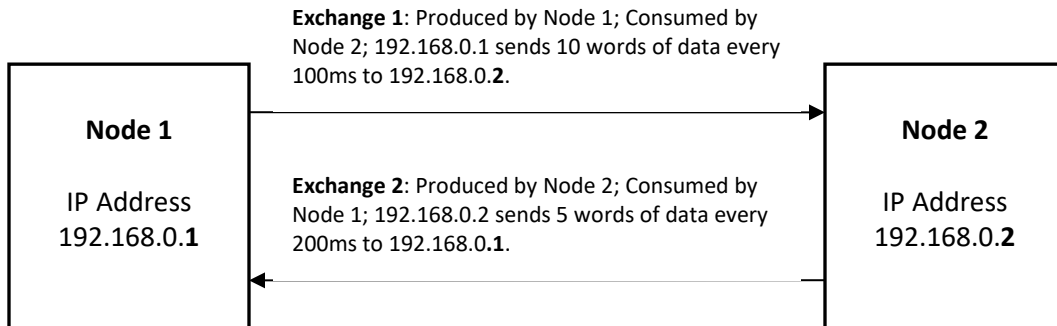 Exchange 1: Produced by Node 1; Consumed by
Node 2; 192.168.0.1 sends 10 words of data every
100ms to 192.168.0.2.
Node 1
IP Address
192.168.0.1
Exchange 2: Produced by Node 2; Consumed by
Node 1; 192.168.0.2 sends 5 words of data every
200ms to 192.168.0.1.
Node 2
IP Address
192.168.0.2